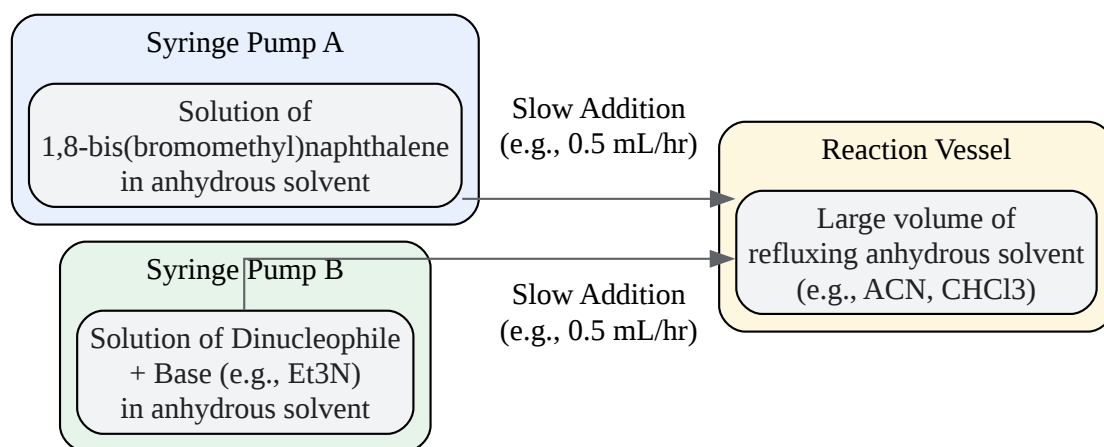 Syringe Pump A
Solution of
1,8-bis(bromomethyl)naphthalene
in anhydrous solvent
Slow Addition
(e.g., 0.5 mL/hr)
Reaction Vessel
Large volume of
refluxing anhydrous solvent
(e.g., ACN, CHCl3)
Syringe Pump B
Solution of Dinucleophile
+ Base (e.g., Et3N)
in anhydrous solvent
Slow Addition
(e.g., 0.5 mL/hr)